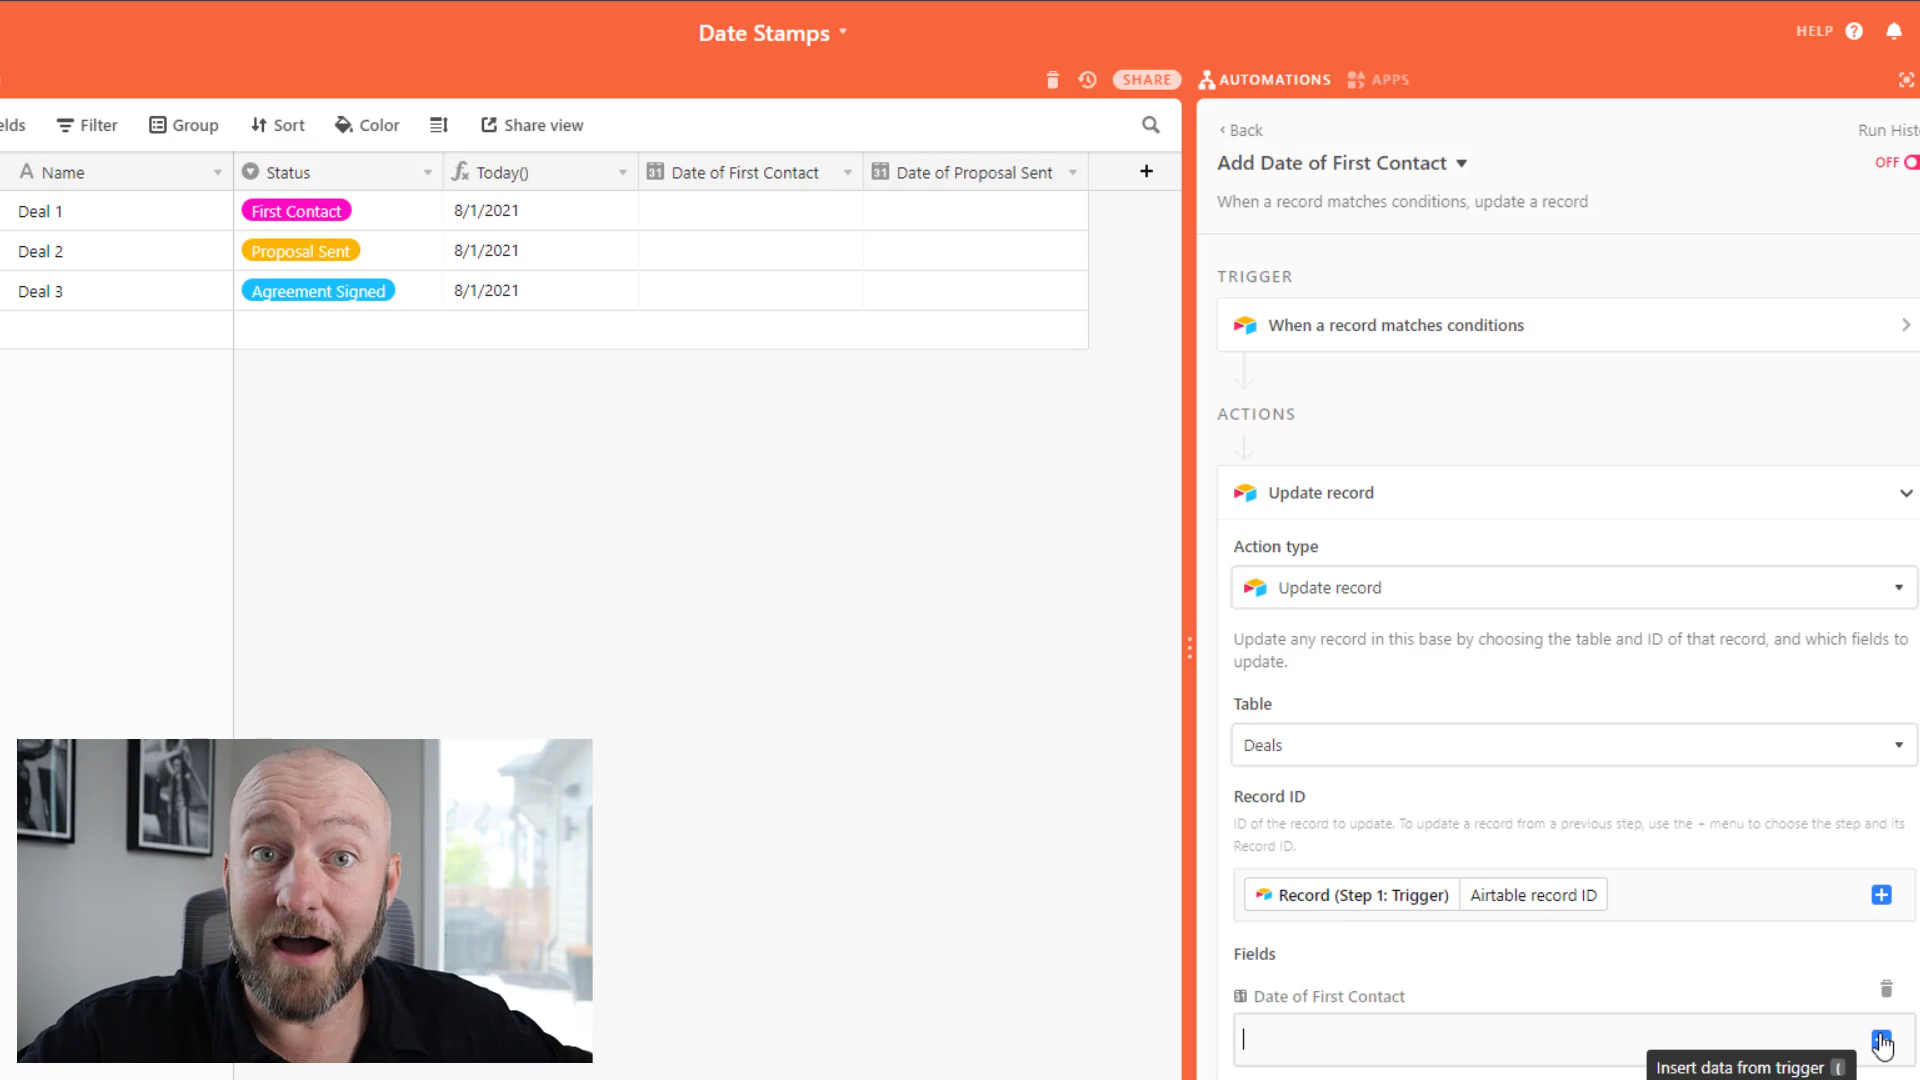 Date Stamps
HELP
SHARE
AUTOMATIONS
APPS
elds
Filter
Group
Sort
Color
Share view
Name
Status
Today()
Date of First Contact
Date of Proposal Sent
Deal 1
First Contact
8/1/2021
Deal 2
Proposal Sent
8/1/2021
Deal 3
Agreement Signed
8/1/2021
Back
Run Histo
Add Date of First Contact
OFF
When a record matches conditions, update a record
TRIGGER
When a record matches conditions
ACTIONS
Update record
Action type
Update record
Update any record in this base by choosing the table and ID of that record, and which fields to
update.
Table
Deals
Record ID
ID of the record to update. To update a record from a previous step, use the + menu to choose the step and its
Record ID.
Record (Step 1: Trigger) Airtable record ID
Fields
Date of First Contact
Insert data from trigger {